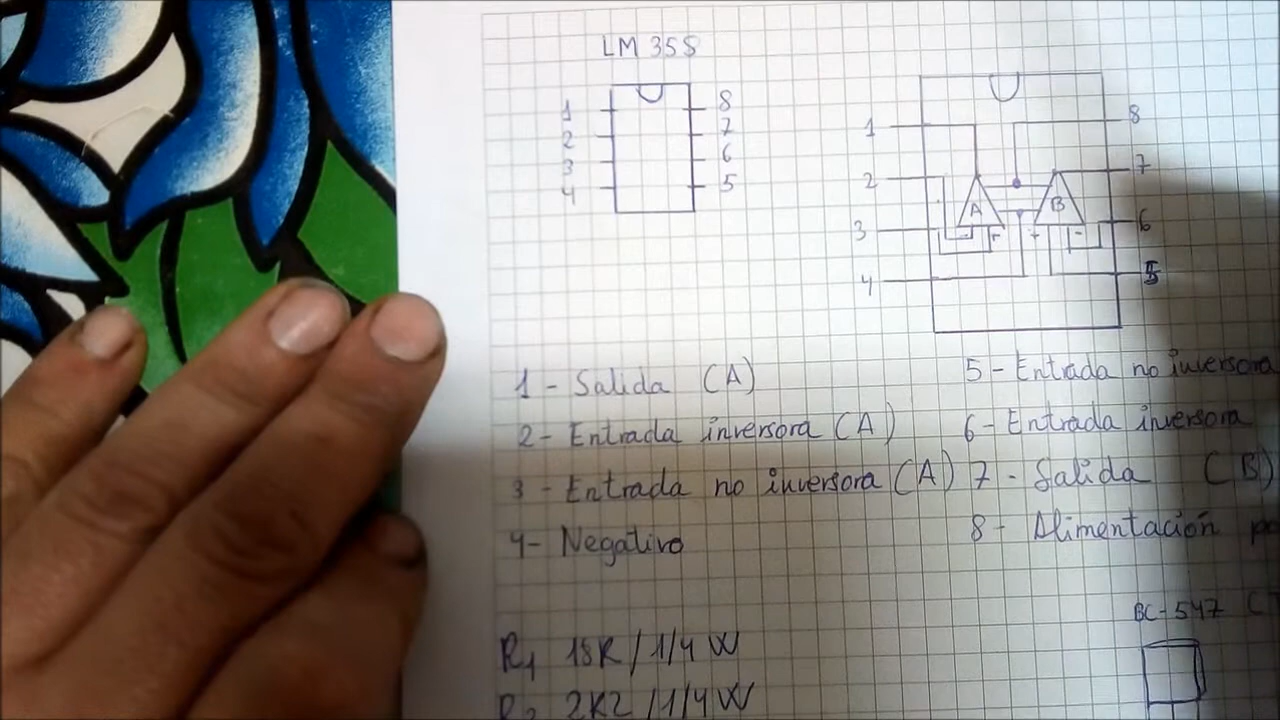 LM 358
1 8
2 7
3 6
4 5
1 8
2 7
A B
3 - + + - 6
4 5
1 - Salida (A)
2 - Entrada inversora (A)
3 - Entrada no inversora (A)
4 - Negativo
5 - Entrada no inversora
6 - Entrada inversora
7 - Salida (B)
8 - Alimentación
R1 18K / 1/4 W
R2 2K2 / 1/4 W
BC-547